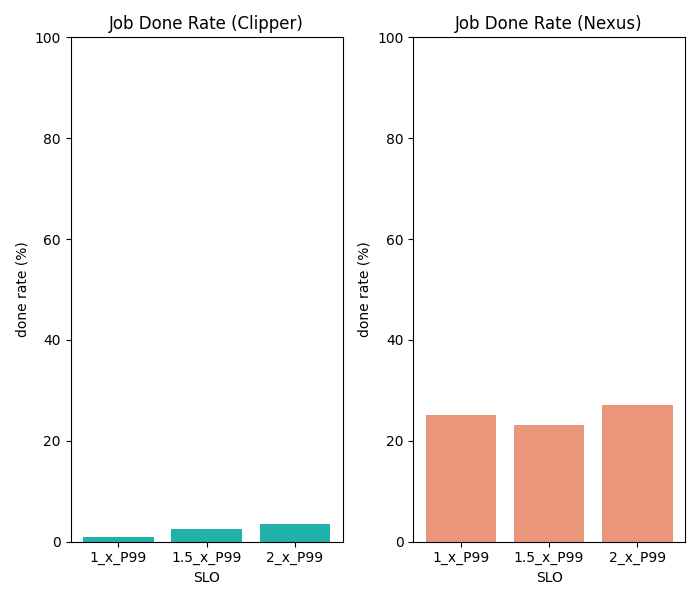 Job Done Rate (Clipper)
100
80
60
40
20
0
done rate (%)
1_x_P99 1.5_x_P99 2_x_P99
SLO
Job Done Rate (Nexus)
100
80
60
40
20
0
done rate (%)
1_x_P99 1.5_x_P99 2_x_P99
SLO